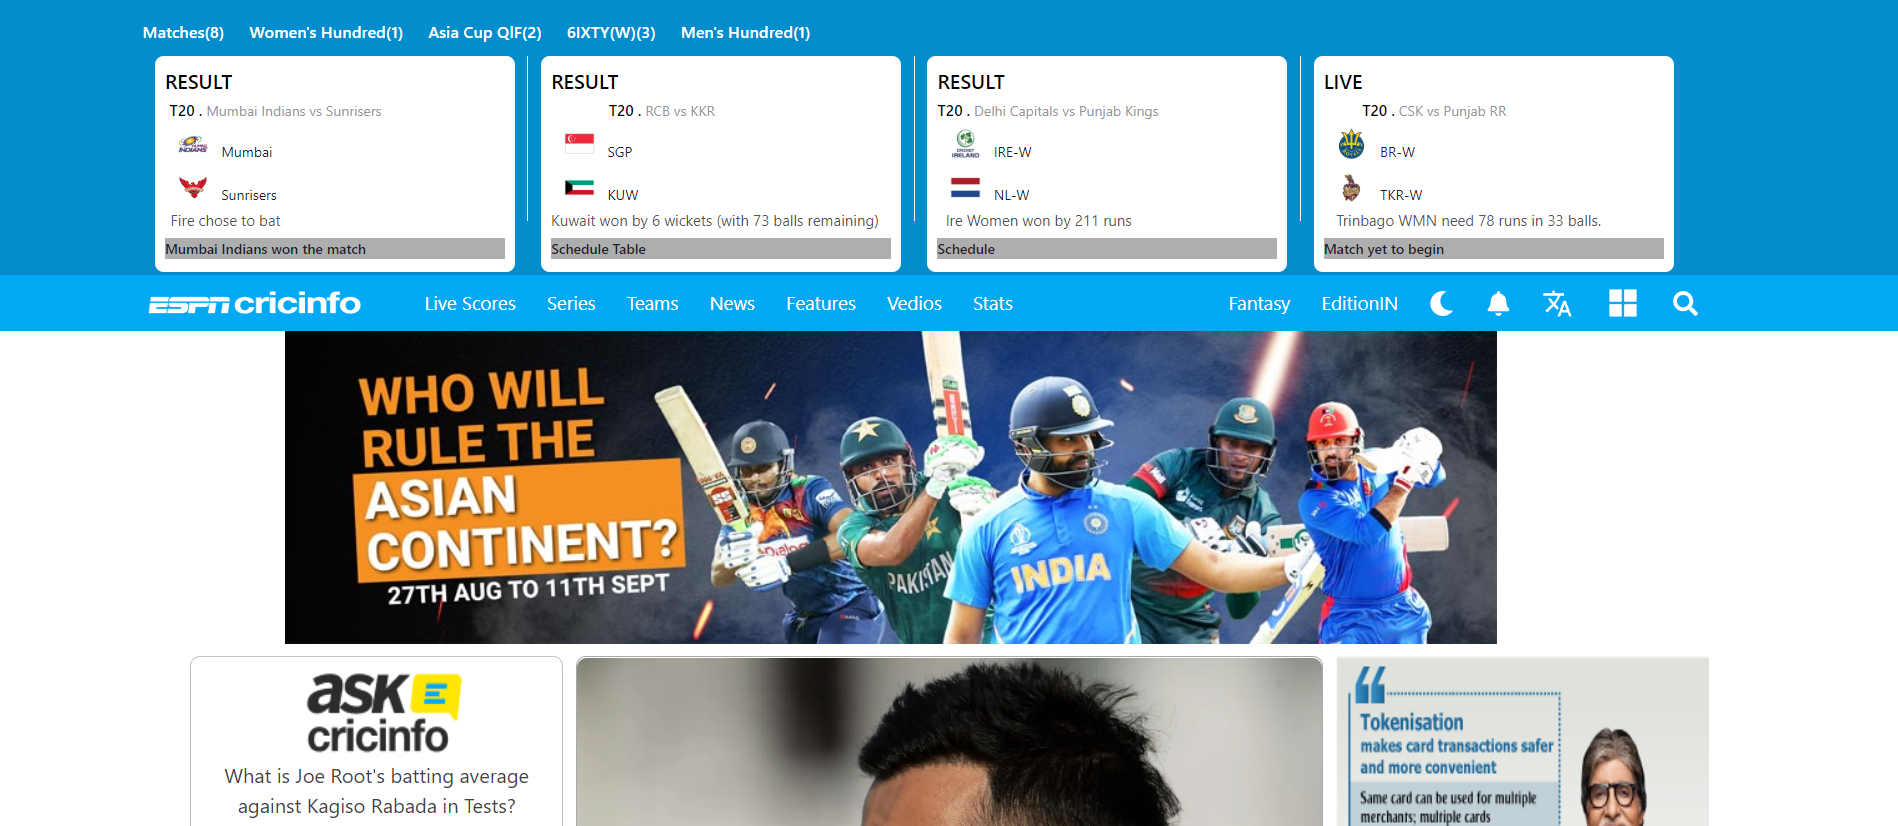 Matches(8) Women's Hundred(1) Asia Cup QlF(2) 6IXTY(W)(3) Men's Hundred(1)
RESULT
T20 . Mumbai Indians vs Sunrisers
Mumbai
Sunrisers
Fire chose to bat
Mumbai Indians won the match
RESULT
T20 . RCB vs KKR
SGP
KUW
Kuwait won by 6 wickets (with 73 balls remaining)
Schedule Table
RESULT
T20 . Delhi Capitals vs Punjab Kings
CRICKET
IRELAND
IRE-W
NL-W
Ire Women won by 211 runs
Schedule
LIVE
T20 . CSK vs Punjab RR
BR-W
TKR-W
Trinbago WMN need 78 runs in 33 balls.
Match yet to begin
ESPN cricinfo Live Scores Series Teams News Features Vedios Stats Fantasy EditionIN
WHO WILL
RULE THE
ASIAN
CONTINENT?
27TH AUG TO 11TH SEPT
Dialog
PAKISTAN
INDIA
ask
cricinfo
What is Joe Root's batting average
against Kagiso Rabada in Tests?
Tokenisation
makes card transactions safer
and more convenient
Same card can be used for multiple
merchants; multiple cards